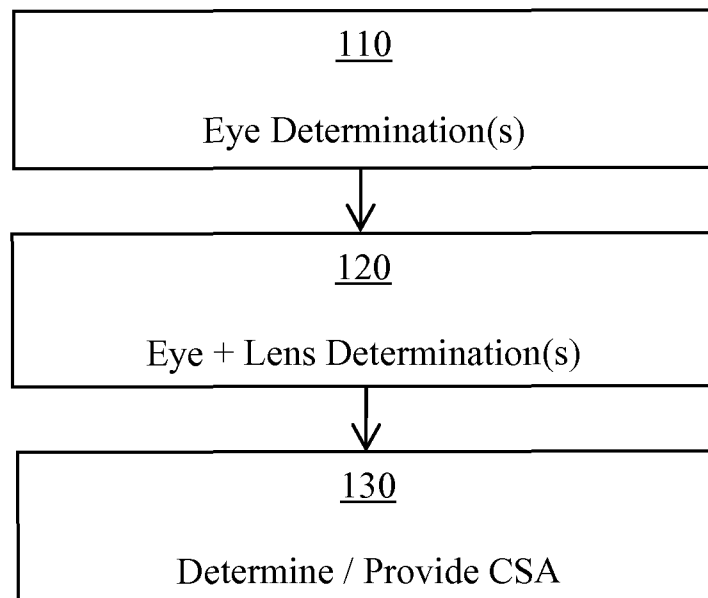 110
Eye Determination(s)
120
Eye + Lens Determination(s)
130
Determine / Provide CSA